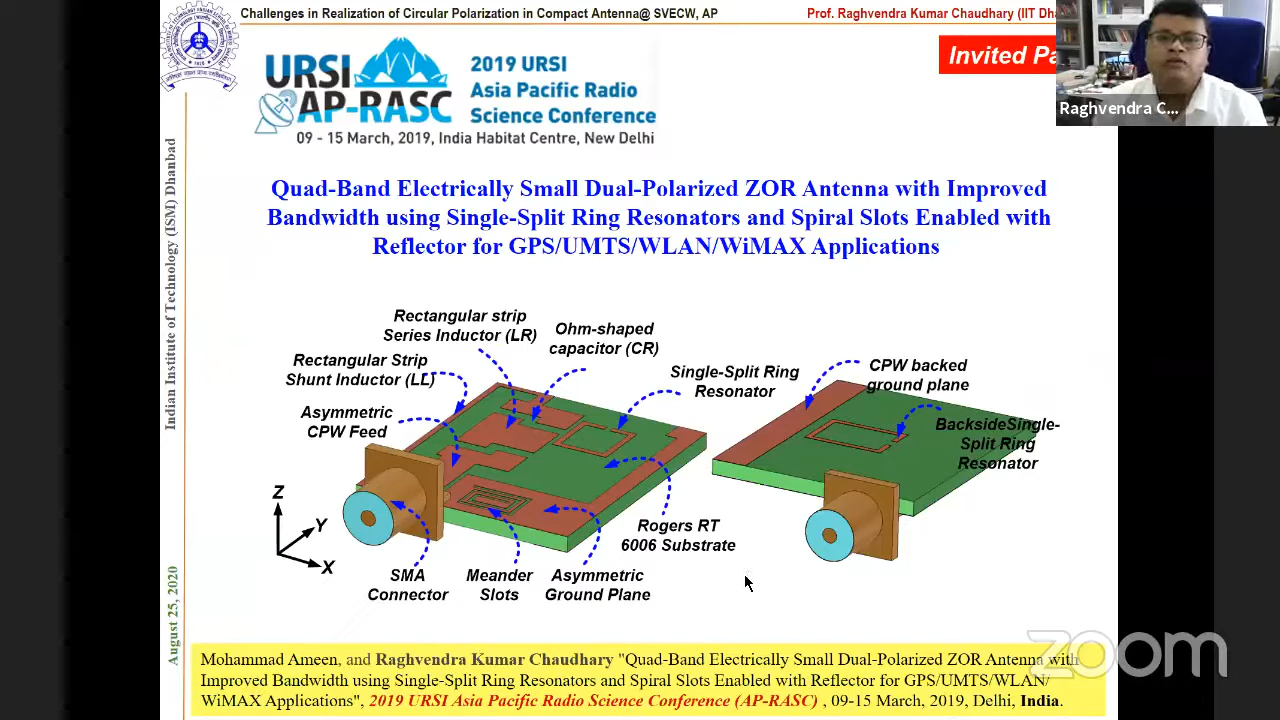 Challenges in Realization of Circular Polarization in Compact Antenna@ SVECW, AP
Prof. Raghvendra Kumar Chaudhary (IIT Dha
Invited Pa
Raghvendra C...
URSI
AP-RASC
2019 URSI
Asia Pacific Radio
Science Conference
09 - 15 March, 2019, India Habitat Centre, New Delhi
Indian Institute of Technology (ISM) Dhanbad
August 25, 2020
Quad-Band Electrically Small Dual-Polarized ZOR Antenna with Improved
Bandwidth using Single-Split Ring Resonators and Spiral Slots Enabled with
Reflector for GPS/UMTS/WLAN/WiMAX Applications
Rectangular strip
Series Inductor (LR)
Ohm-shaped
capacitor (CR)
Rectangular Strip
Shunt Inductor (LL)
Single-Split Ring
Resonator
Asymmetric
CPW Feed
CPW backed
ground plane
BacksideSingle-
Split Ring
Resonator
Z
Y
X
Rogers RT
6006 Substrate
SMA
Connector
Meander
Slots
Asymmetric
Ground Plane
zoom
Mohammad Ameen, and Raghvendra Kumar Chaudhary "Quad-Band Electrically Small Dual-Polarized ZOR Antenna with
Improved Bandwidth using Single-Split Ring Resonators and Spiral Slots Enabled with Reflector for GPS/UMTS/WLAN/
WiMAX Applications", 2019 URSI Asia Pacific Radio Science Conference (AP-RASC) , 09-15 March, 2019, Delhi, India.